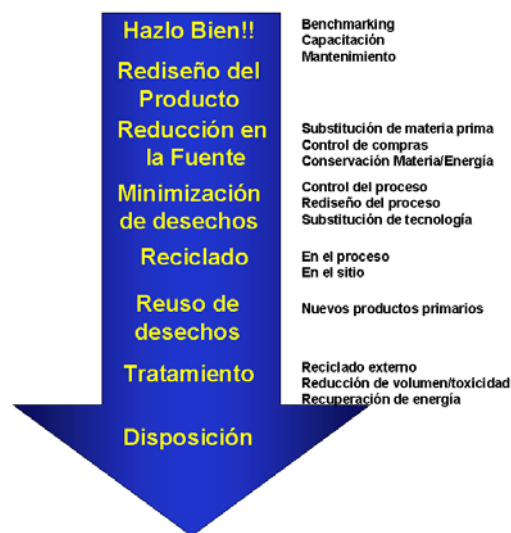 Hazlo Bien!!
Benchmarking
Capacitación
Mantenimiento
Rediseño del
Producto
Reducción en
la Fuente
Substitución de materia prima
Control de compras
Conservación Materia/Energía
Minimización
de desechos
Control del proceso
Rediseño del proceso
Substitución de tecnología
Reciclado
En el proceso
En el sitio
Reuso de
desechos
Nuevos productos primarios
Tratamiento
Reciclado externo
Reducción de volumen/toxicidad
Recuperación de energía
Disposición